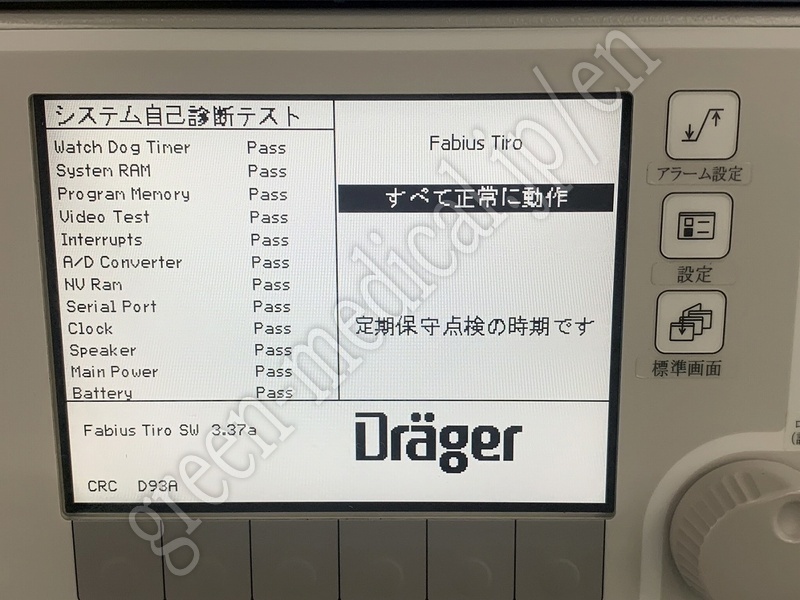 システム自己診断テスト
Watch Dog Timer Pass
System RAM Pass
Program Memory Pass
Video Test Pass
Interrupts Pass
A/D Converter Pass
NV Ram Pass
Serial Port Pass
Clock Pass
Speaker Pass
Main Power Pass
Battery Pass
Fabius Tiro
すべて正常に動作
定期保守点検の時期です
Fabius Tiro SW 3.37a
CRC D93A
Dräger
アラーム設定
設定
標準画面
green-medical.jp/en